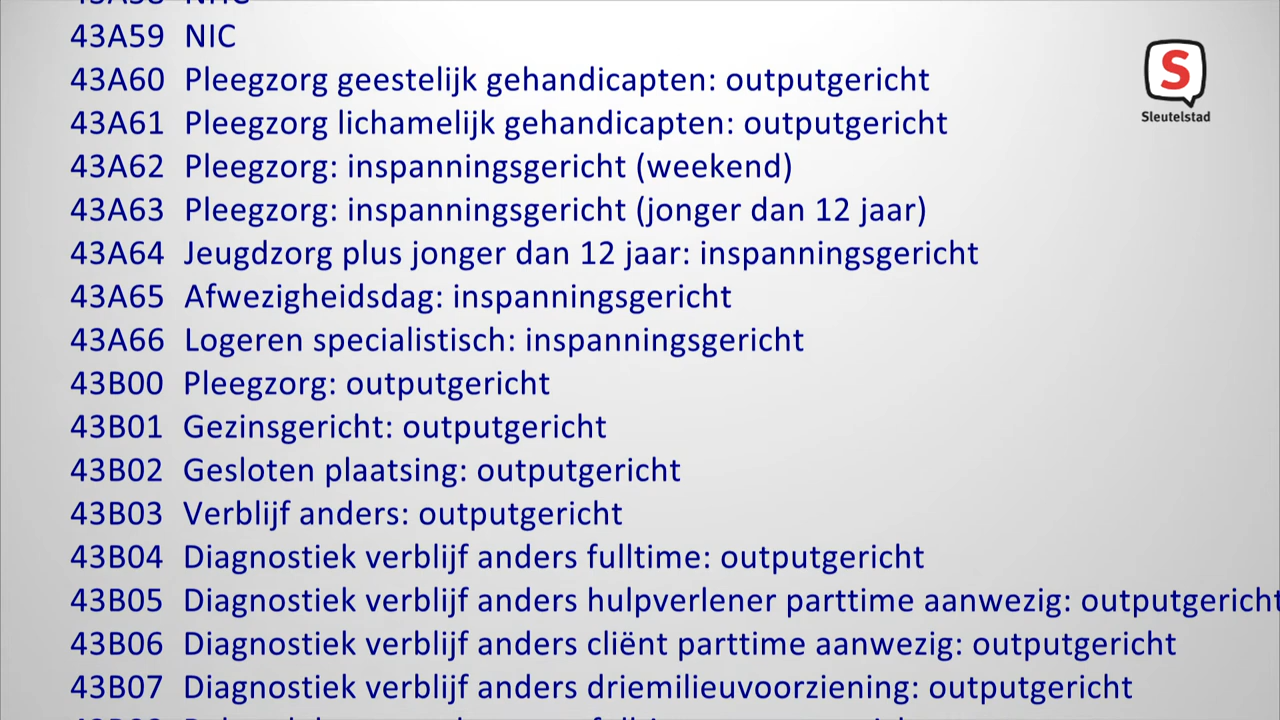 43A59 NIC
43A60 Pleegzorg geestelijk gehandicapten: outputgericht
43A61 Pleegzorg lichamelijk gehandicapten: outputgericht
43A62 Pleegzorg: inspanningsgericht (weekend)
43A63 Pleegzorg: inspanningsgericht (jonger dan 12 jaar)
43A64 Jeugdzorg plus jonger dan 12 jaar: inspanningsgericht
43A65 Afwezigheidsdag: inspanningsgericht
43A66 Logeren specialistisch: inspanningsgericht
43B00 Pleegzorg: outputgericht
43B01 Gezinsgericht: outputgericht
43B02 Gesloten plaatsing: outputgericht
43B03 Verblijf anders: outputgericht
43B04 Diagnostiek verblijf anders fulltime: outputgericht
43B05 Diagnostiek verblijf anders hulpverlener parttime aanwezig: outputgericht
43B06 Diagnostiek verblijf anders cliënt parttime aanwezig: outputgericht
43B07 Diagnostiek verblijf anders driemilieuvoorziening: outputgericht
S
Sleutelstad